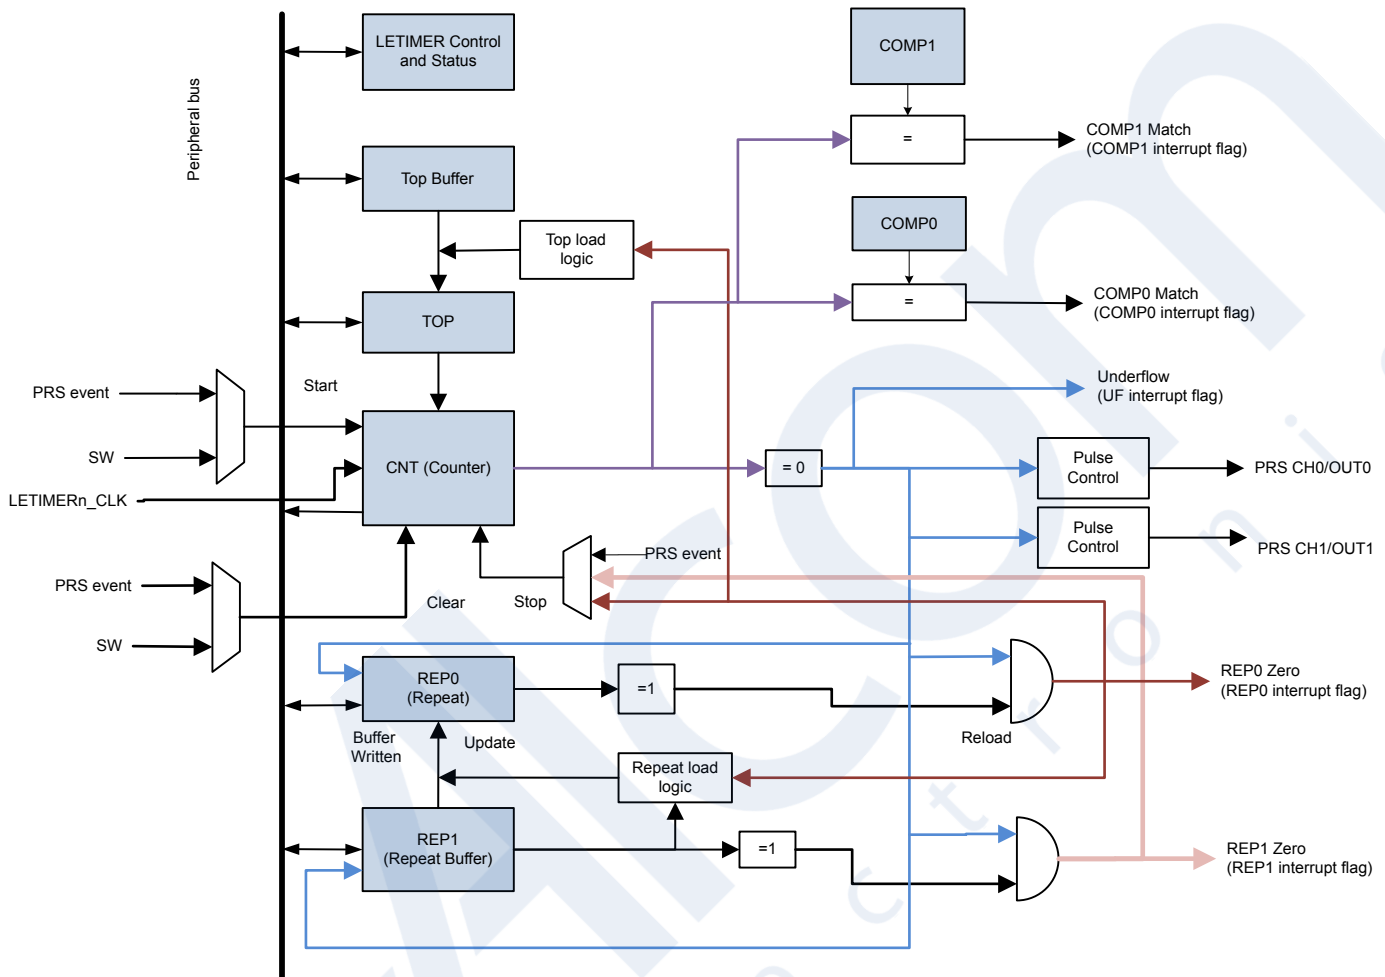 LETIMER Control
and Status
Peripheral bus
COMP1
=
COMP1 Match
(COMP1 interrupt flag)
Top Buffer
Top load
logic
COMP0
=
COMP0 Match
(COMP0 interrupt flag)
TOP
PRS event
SW
Start
LETIMERn_CLK
CNT (Counter)
= 0
Underflow
(UF interrupt flag)
Pulse
Control
PRS CH0/OUT0
Pulse
Control
PRS CH1/OUT1
PRS event
PRS event
SW
Clear
Stop
REP0
(Repeat)
=1
REP0 Zero
(REP0 interrupt flag)
Buffer
Written
Update
Reload
Repeat load
logic
REP1
(Repeat Buffer)
=1
REP1 Zero
(REP1 interrupt flag)